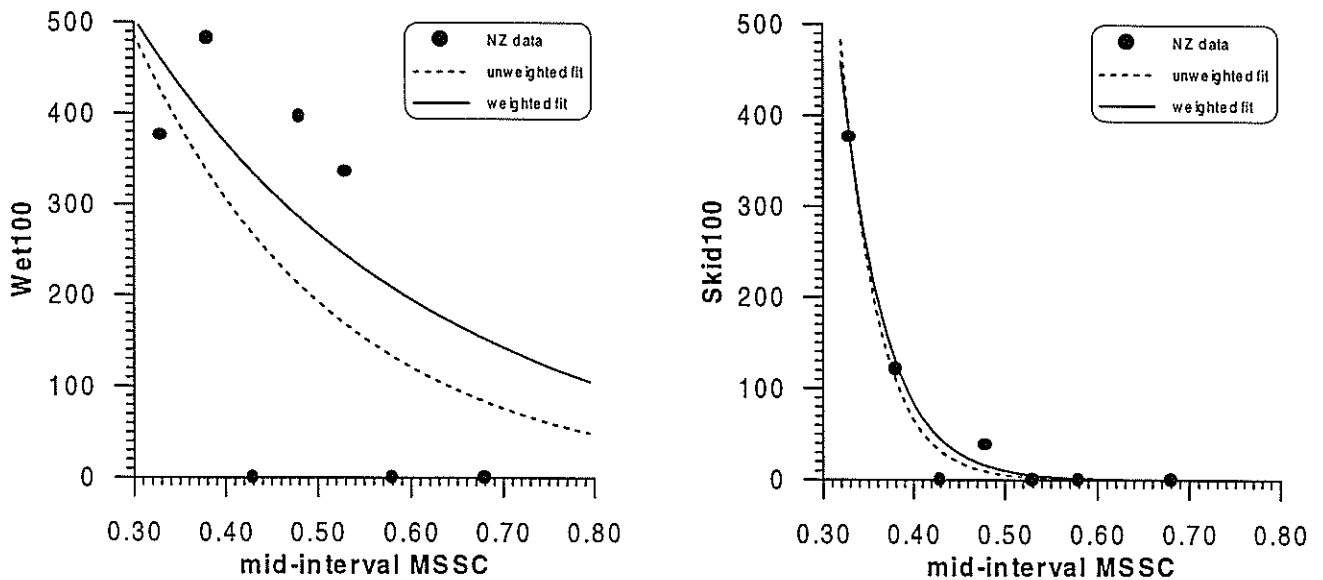 500
400
300
200
100
0
Wet100
NZ data
unweighted fit
weighted fit
0.30 0.40 0.50 0.60 0.70 0.80
mid-interval MSSC
500
400
300
200
100
0
Skid100
NZ data
unweighted fit
weighted fit
0.30 0.40 0.50 0.60 0.70 0.80
mid-interval MSSC